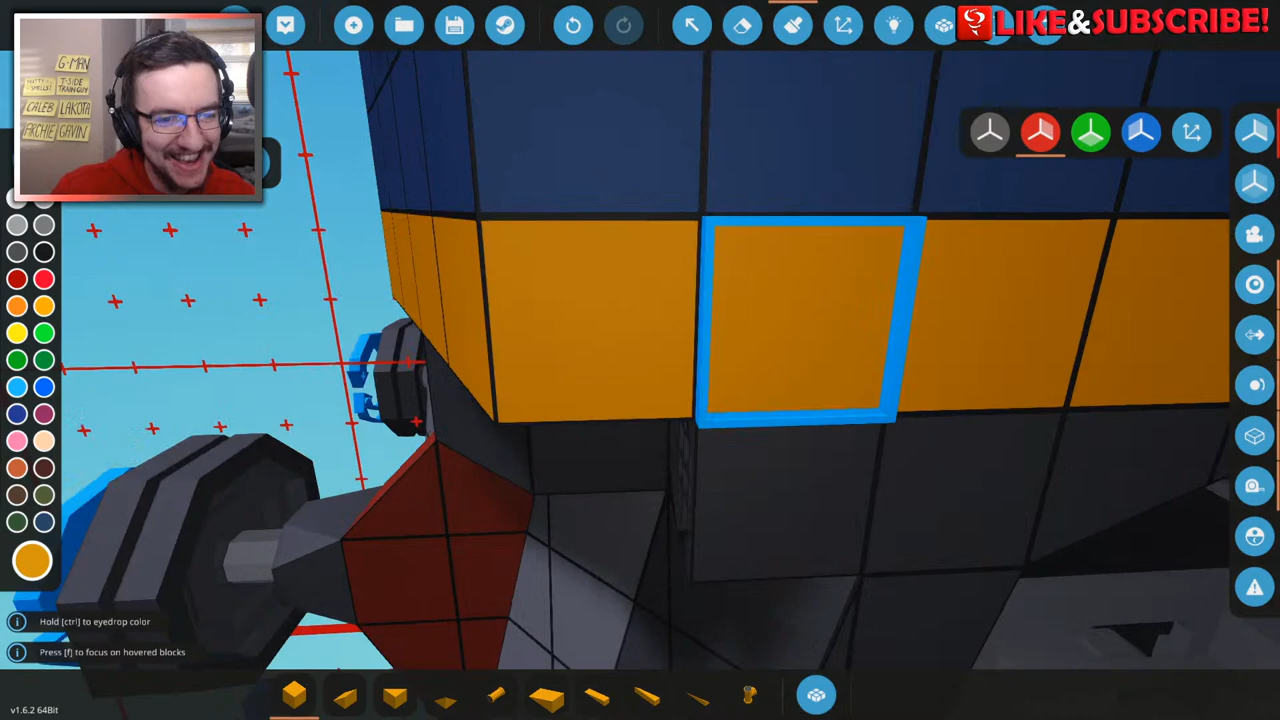 LIKE&SUBSCRIBE!
G-MAN
SMELLS!
T-SIDE
TRAIN GUY
CALEB
LAKOTA
ARCHIE
GAVIN
Hold [ctrl] to eyedrop color
Press [f] to focus on hovered blocks
v1.6.2 64Bit